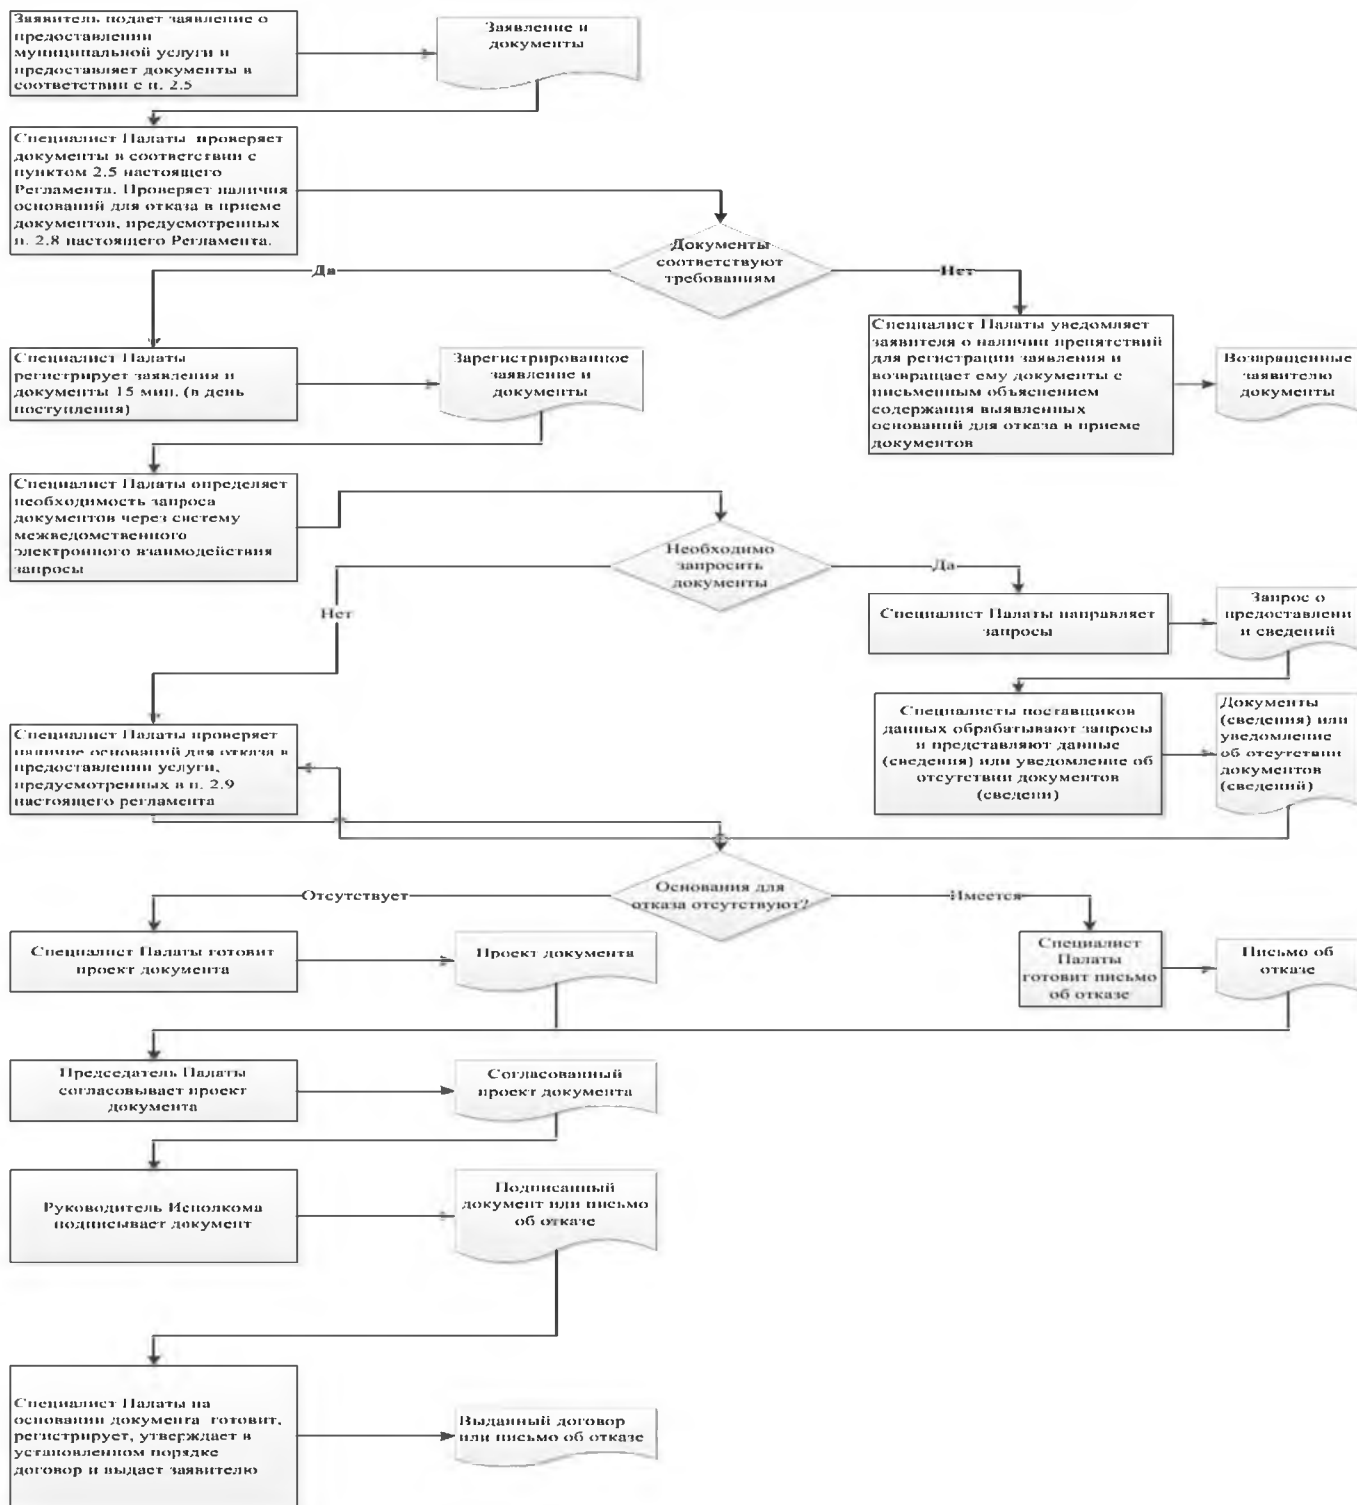 Заявитель подает заявление о
предоставлении
муниципальной услуги и
предоставляет документы в
соответствии с п. 2.5
Заявление и
документы
Специалист Палаты проверяет
документы в соответствии с
пунктом 2.5 настоящего
Регламента. Проверяет наличия
оснований для отказа в приеме
документов, предусмотренных
п. 2.8 настоящего Регламента.
Документы
соответствуют
требованиям
Да
Нет
Специалист Палаты
регистрирует заявления и
документы 15 мин. (в день
поступления)
Зарегистрированное
заявление и
документы
Специалист Палаты уведомляет
заявителя о наличии препятствий
для регистрации заявления и
возвращает ему документы с
письменным объяснением
содержания выявленных
оснований для отказа в приеме
документов
Возвращенные
заявителю
документы
Специалист Палаты определяет
необходимость запроса
документов через систему
межведомственного
электронного взаимодействия
запросы
Необходимо
запросить
документы
Да
Нет
Специалист Палаты направляет
запросы
Запрос о
предоставлени
и сведений
Специалисты поставщиков
данных обрабатывают запросы
и представляют данные
(сведения) или уведомление об
отсутствии документов
(сведени)
Документы
(сведения) или
уведомление
об отсутствии
документов
(сведений)
Специалист Палаты проверяет
наличие оснований для отказа в
предоставлении услуги,
предусмотренных в п. 2.9
настоящего регламента
Основания для
отказа отсутствуют?
Отсутствует
Имеется
Специалист Палаты готовит
проект документа
Проект документа
Специалист
Палаты
готовит письмо
об отказе
Письмо об
отказе
Председатель Палаты
согласовывает проект
документа
Согласованный
проект документа
Руководитель Исполкома
подписывает документ
Подписанный
документ или письмо
об отказе
Специалист Палаты на
основании документа готовит,
регистрирует, утверждает в
установленном порядке
договор и выдает заявителю
Выданный договор
или письмо об отказе